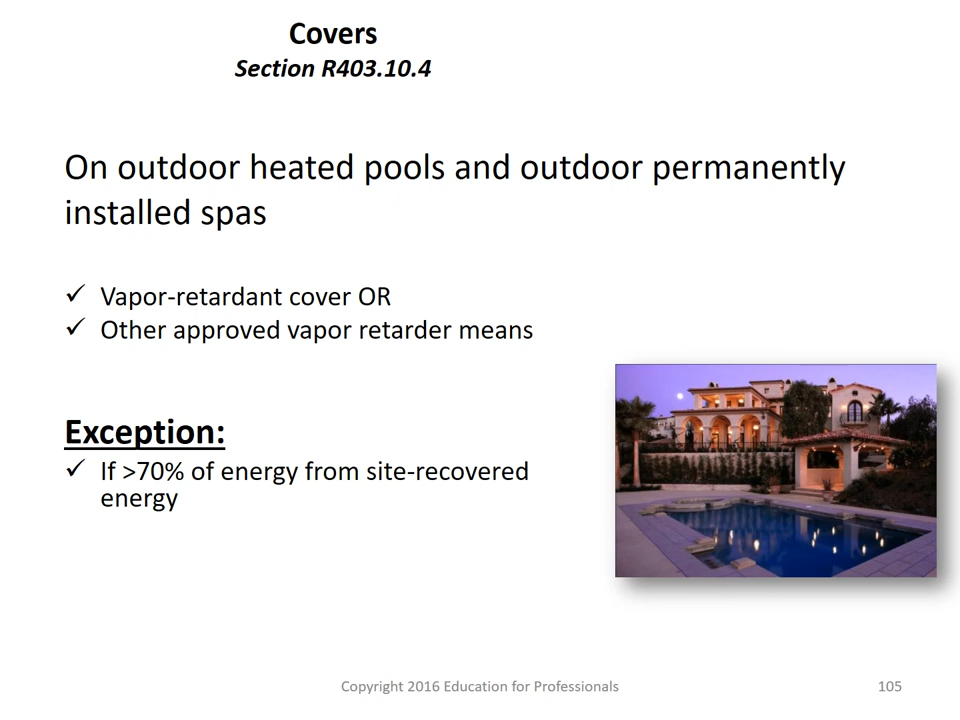 Covers
Section R403.10.4
On outdoor heated pools and outdoor permanently
installed spas
✓ Vapor-retardant cover OR
✓ Other approved vapor retarder means
Exception:
✓ If >70% of energy from site-recovered
energy
Copyright 2016 Education for Professionals
105